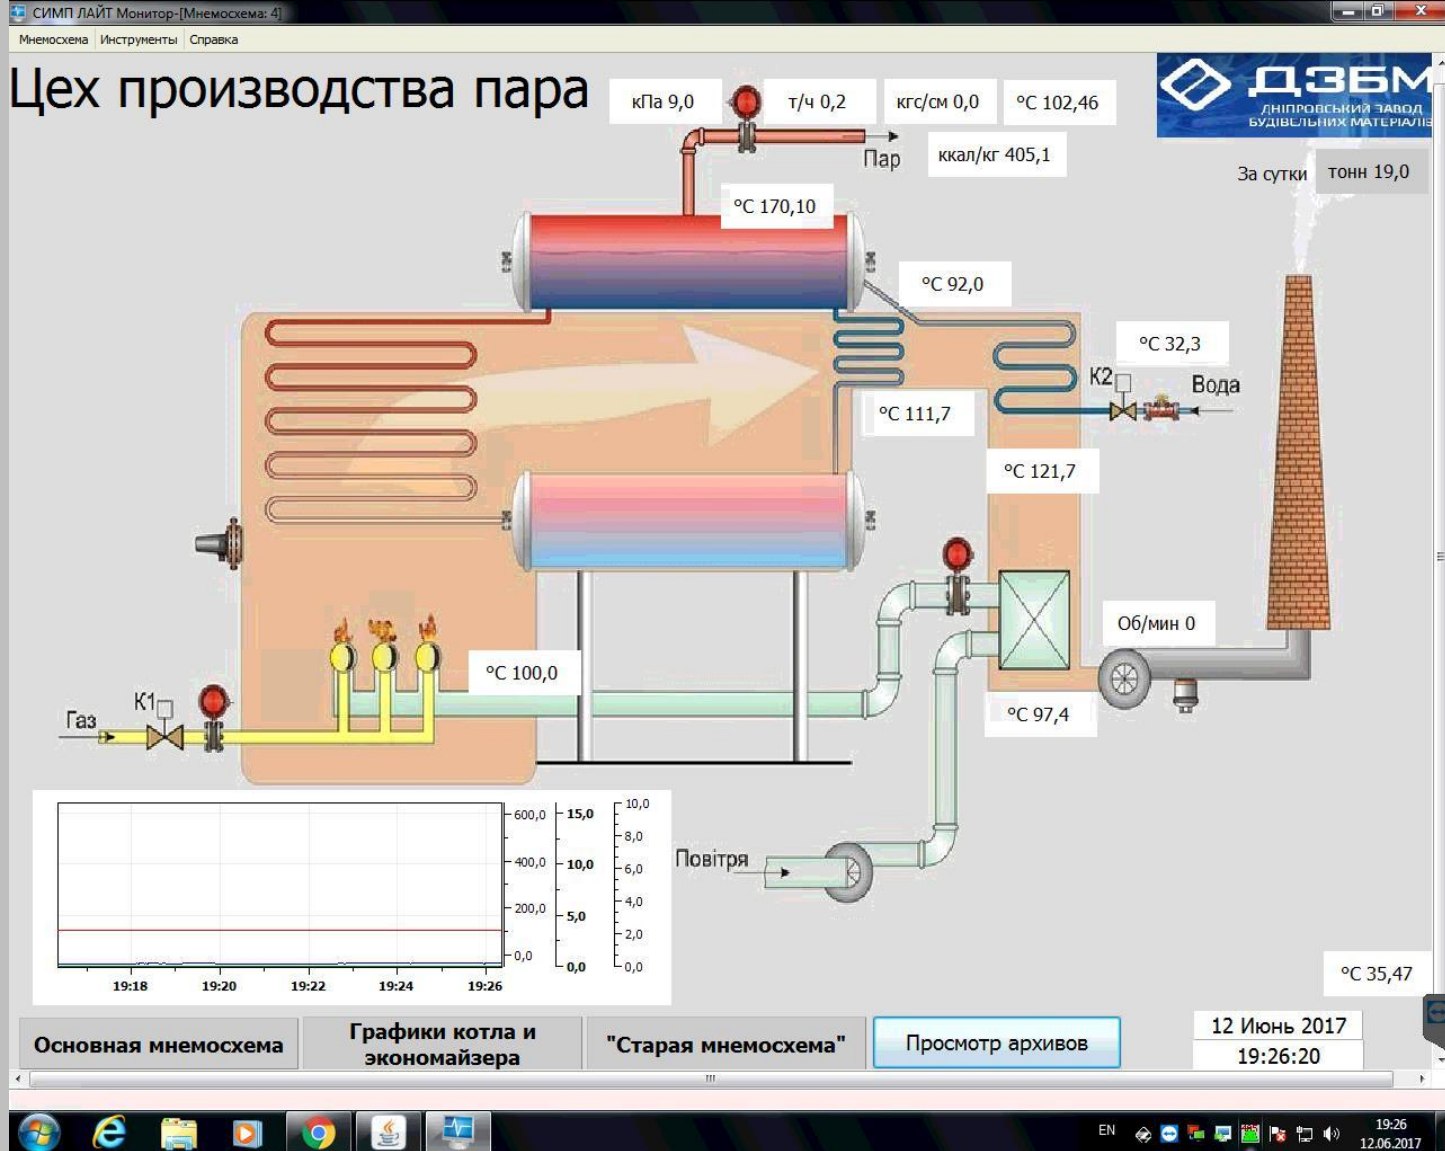 СИМП ЛАЙТ Монитор-[Мнемосхема: 4]
Мнемосхема Инструменты Справка
Цех производства пара
кПа 9,0
т/ч 0,2
кгс/см 0,0
°C 102,46
ДЗБМ
ДНІПРОВСЬКИЙ ЗАВОД
БУДІВЕЛЬНИХ МАТЕРІАЛІВ
Пар
ккал/кг 405,1
За сутки
тонн 19,0
°C 170,10
°C 92,0
°C 32,3
К2
Вода
°C 111,7
°C 121,7
Об/мин 0
°C 100,0
К1
Газ
°C 97,4
600,0
400,0
200,0
0,0
15,0
10,0
5,0
0,0
10,0
8,0
6,0
4,0
2,0
0,0
19:18
19:20
19:22
19:24
19:26
Повітря
°C 35,47
Основная мнемосхема
Графики котла и
экономайзера
"Старая мнемосхема"
Просмотр архивов
12 Июнь 2017
19:26:20
EN
19:26
12.06.2017